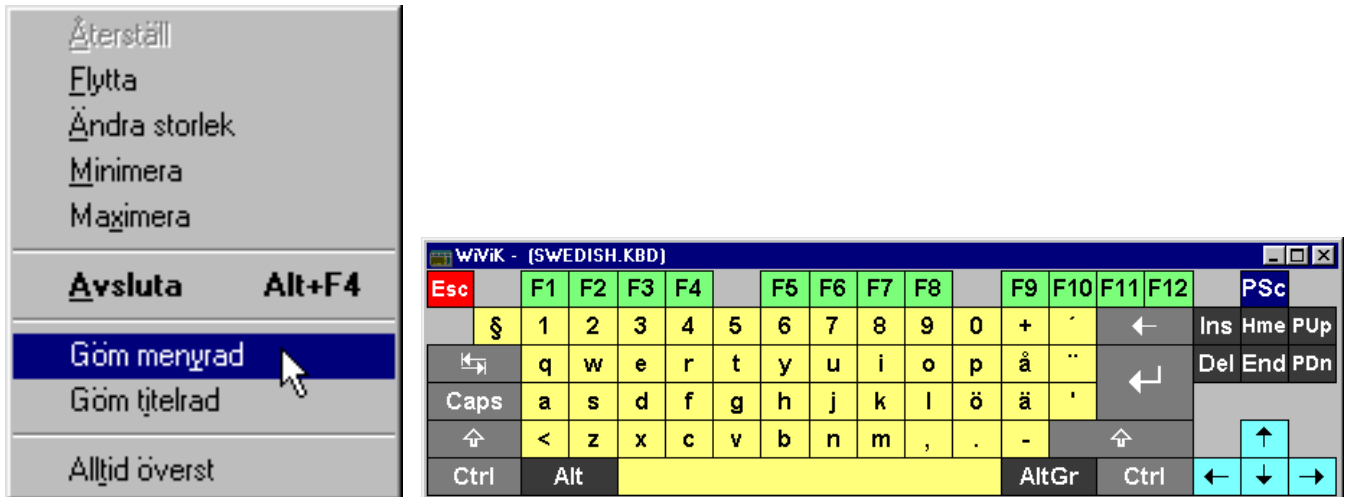 Återställ
Flytta
Ändra storlek
Minimera
Maximera
Avsluta Alt+F4
Göm menyrad
Göm titelrad
Alltid överst
WiViK - (SWEDISH.KBD)
Esc F1 F2 F3 F4 F5 F6 F7 F8 F9 F10 F11 F12 PSc
§ 1 2 3 4 5 6 7 8 9 0 + ´ ← Ins Hme PUp
q w e r t y u i o p å ¨ Del End PDn
Caps a s d f g h j k l ö ä '
< z x c v b n m , . - ↑
Ctrl Alt AltGr Ctrl ← ↓ →